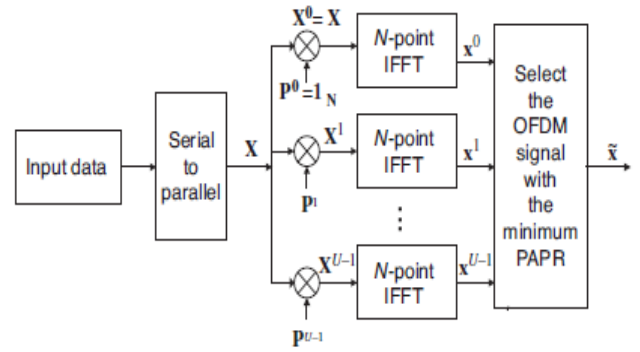 X⁰= X
N-point
IFFT
x⁰
P⁰ =1 N
Select
the
OFDM
signal
with
the
minimum
PAPR
Input data
Serial
to
parallel
X
X¹
N-point
IFFT
x¹
P¹
x̃
⋮
Xᵁ⁻¹
N-point
IFFT
xᵁ⁻¹
Pᵁ⁻¹